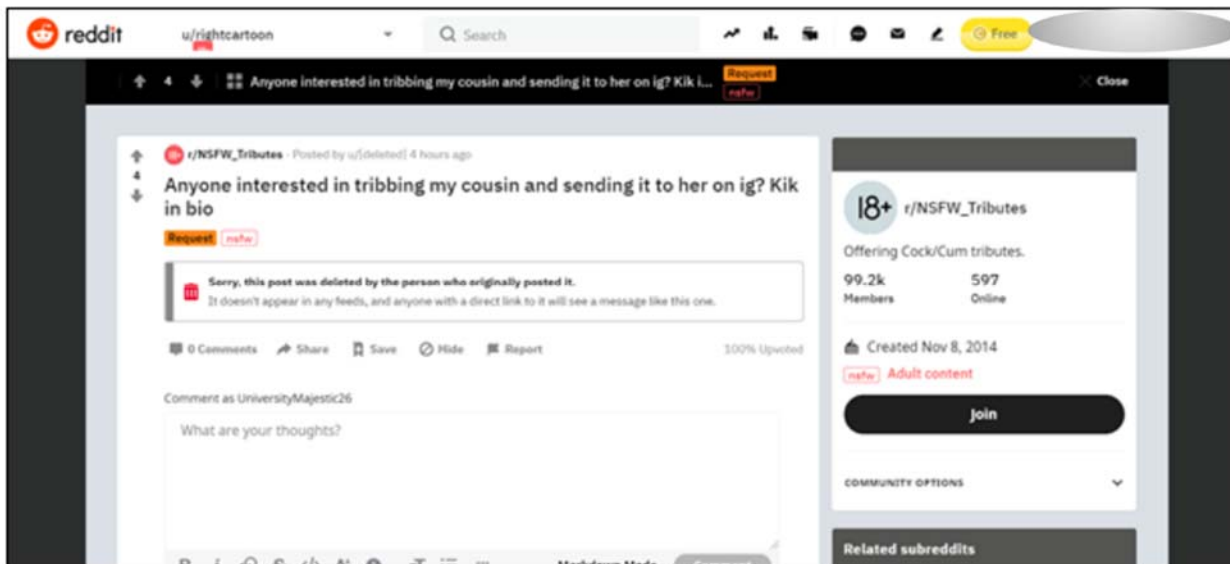 reddit
u/rightcartoon
Search
Free
4 Anyone interested in tribbing my cousin and sending it to her on ig? Kik i... Request
nsfw
Close
r/NSFW_Tributes · Posted by u/[deleted] 4 hours ago
4
Anyone interested in tribbing my cousin and sending it to her on ig? Kik
in bio
Request nsfw
Sorry, this post was deleted by the person who originally posted it.
It doesn't appear in any feeds, and anyone with a direct link to it will see a message like this one.
0 Comments Share Save Hide Report 100% Upvoted
Comment as UniversityMajestic26
What are your thoughts?
Markdown Mode Comment
18+ r/NSFW_Tributes
Offering Cock/Cum tributes.
99.2k 597
Members Online
Created Nov 8, 2014
nsfw Adult content
Join
COMMUNITY OPTIONS
Related subreddits